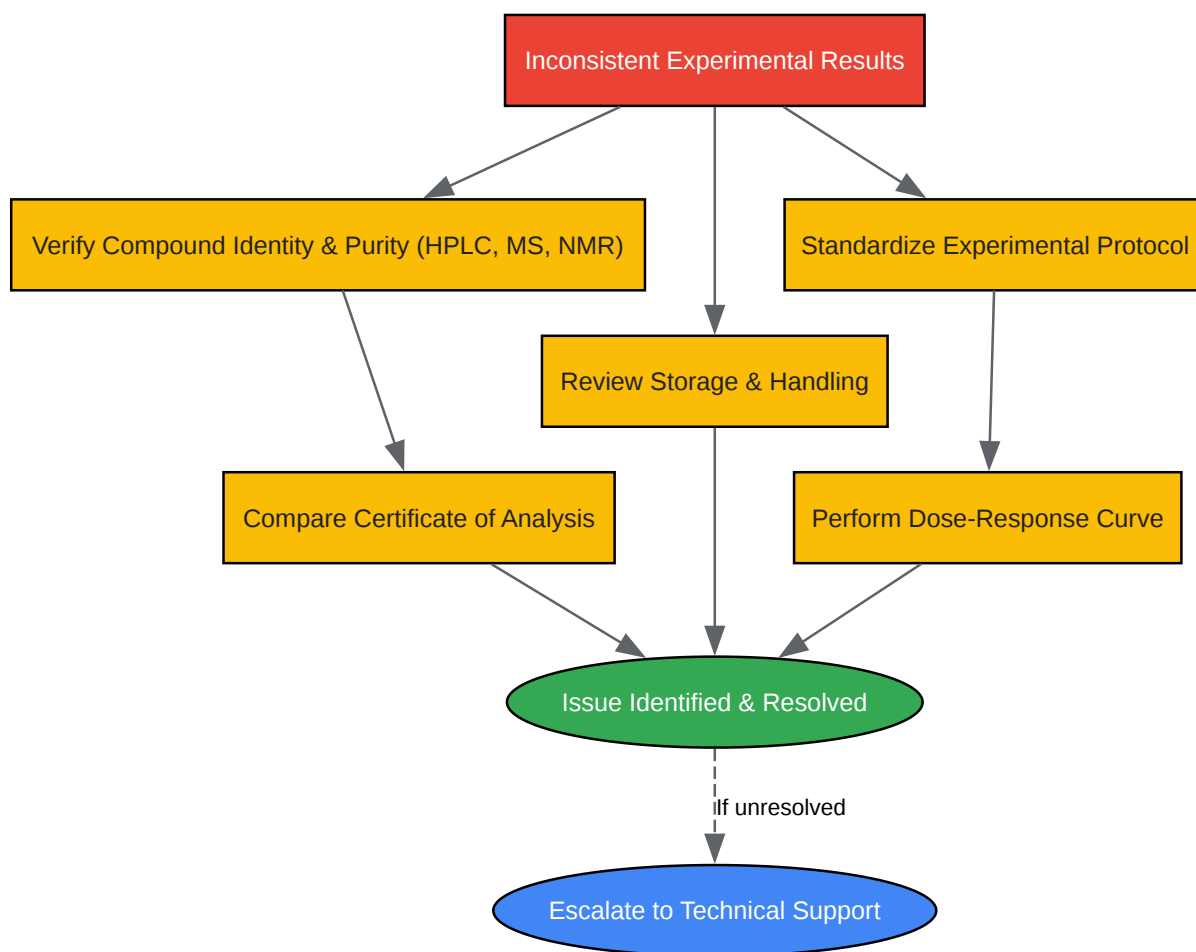 Inconsistent Experimental Results
Verify Compound Identity & Purity (HPLC, MS, NMR)
Standardize Experimental Protocol
Review Storage & Handling
Compare Certificate of Analysis
Perform Dose-Response Curve
Issue Identified & Resolved
If unresolved
Escalate to Technical Support